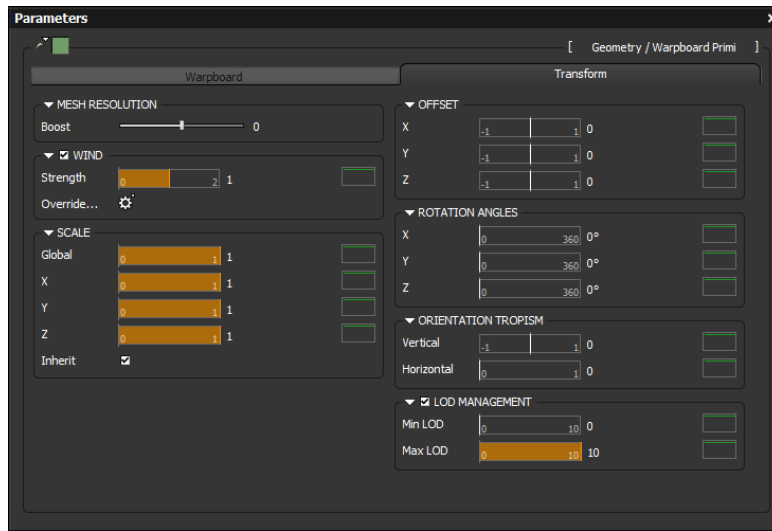 Parameters
x
[ Geometry / Warpboard Primi ]
Warpboard
Transform
MESH RESOLUTION
Boost 0
WIND
Strength 0 2 1
Override...
SCALE
Global 0 1 1
X 0 1 1
Y 0 1 1
Z 0 1 1
Inherit
OFFSET
X -1 1 0
Y -1 1 0
Z -1 1 0
ROTATION ANGLES
X 0 360 0°
Y 0 360 0°
Z 0 360 0°
ORIENTATION TROPISM
Vertical -1 1 0
Horizontal 0 1 0
LOD MANAGEMENT
Min LOD 0 10 0
Max LOD 0 10 10